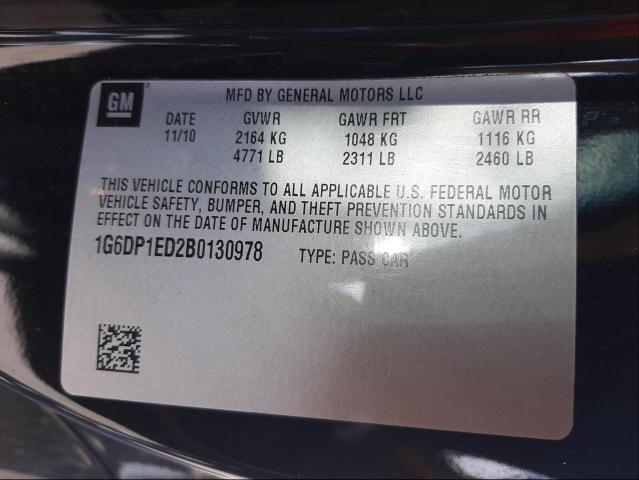 GM ® MFD BY GENERAL MOTORS LLC
DATE GVWR GAWR FRT GAWR RR
11/10 2164 KG 1048 KG 1116 KG
4771 LB 2311 LB 2460 LB
THIS VEHICLE CONFORMS TO ALL APPLICABLE U.S. FEDERAL MOTOR
VEHICLE SAFETY, BUMPER, AND THEFT PREVENTION STANDARDS IN
EFFECT ON THE DATE OF MANUFACTURE SHOWN ABOVE.
1G6DP1ED2B0130978 TYPE: PASS CAR